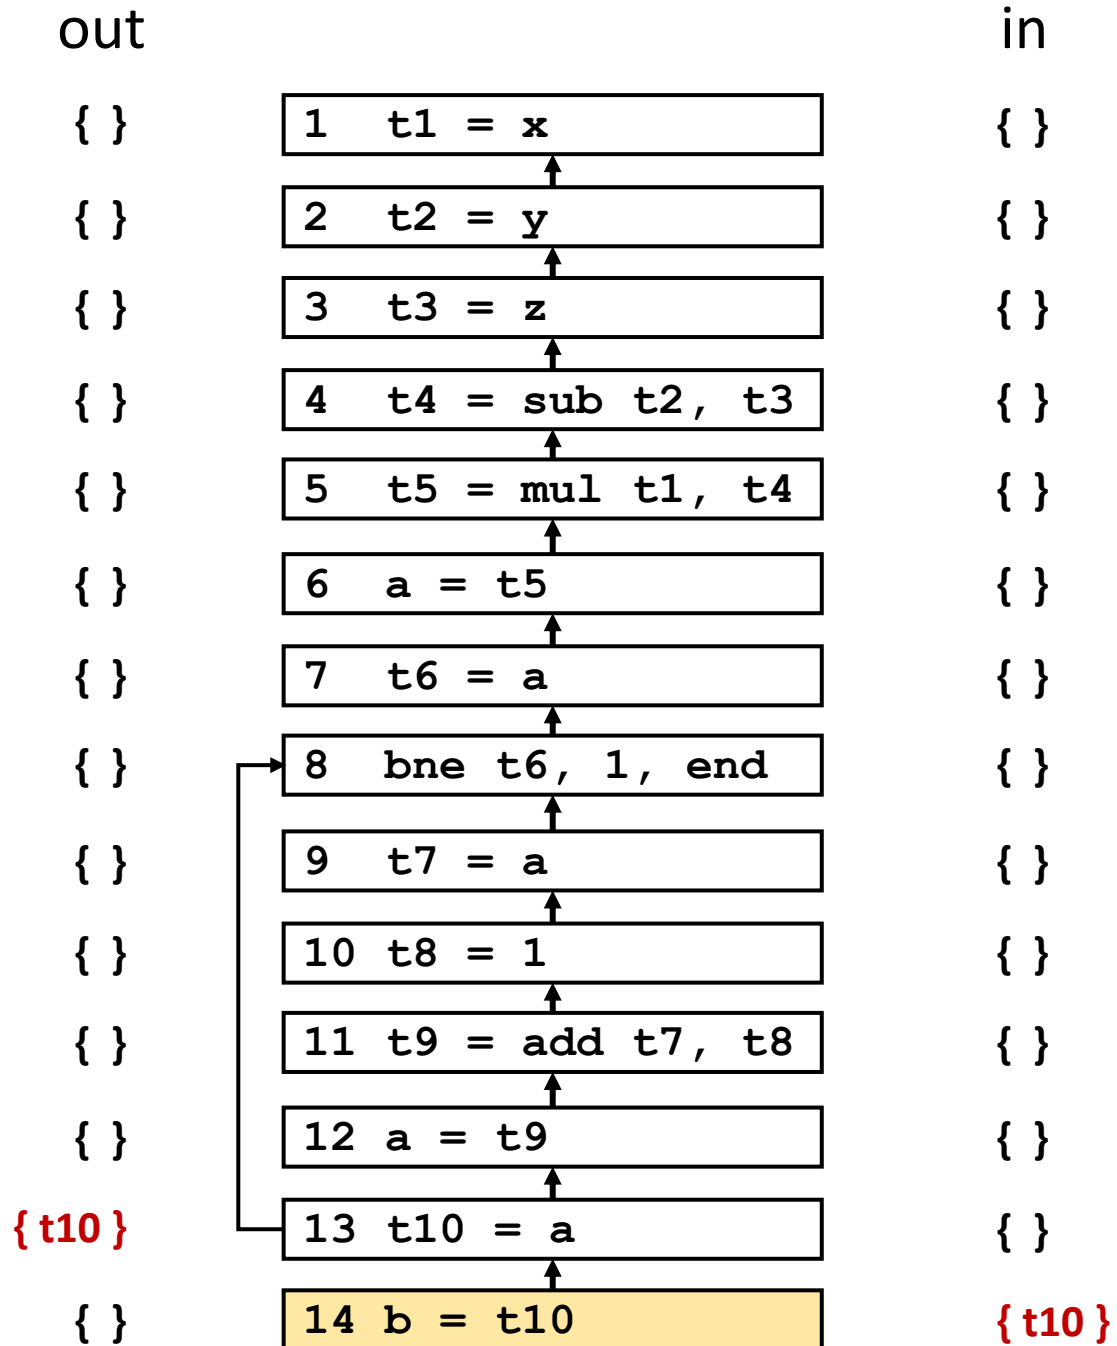 out in
{ } 1 t1 = x { }
{ } 2 t2 = y { }
{ } 3 t3 = z { }
{ } 4 t4 = sub t2, t3 { }
{ } 5 t5 = mul t1, t4 { }
{ } 6 a = t5 { }
{ } 7 t6 = a { }
{ } 8 bne t6, 1, end { }
{ } 9 t7 = a { }
{ } 10 t8 = 1 { }
{ } 11 t9 = add t7, t8 { }
{ } 12 a = t9 { }
{ t10 } 13 t10 = a { }
{ } 14 b = t10 { t10 }